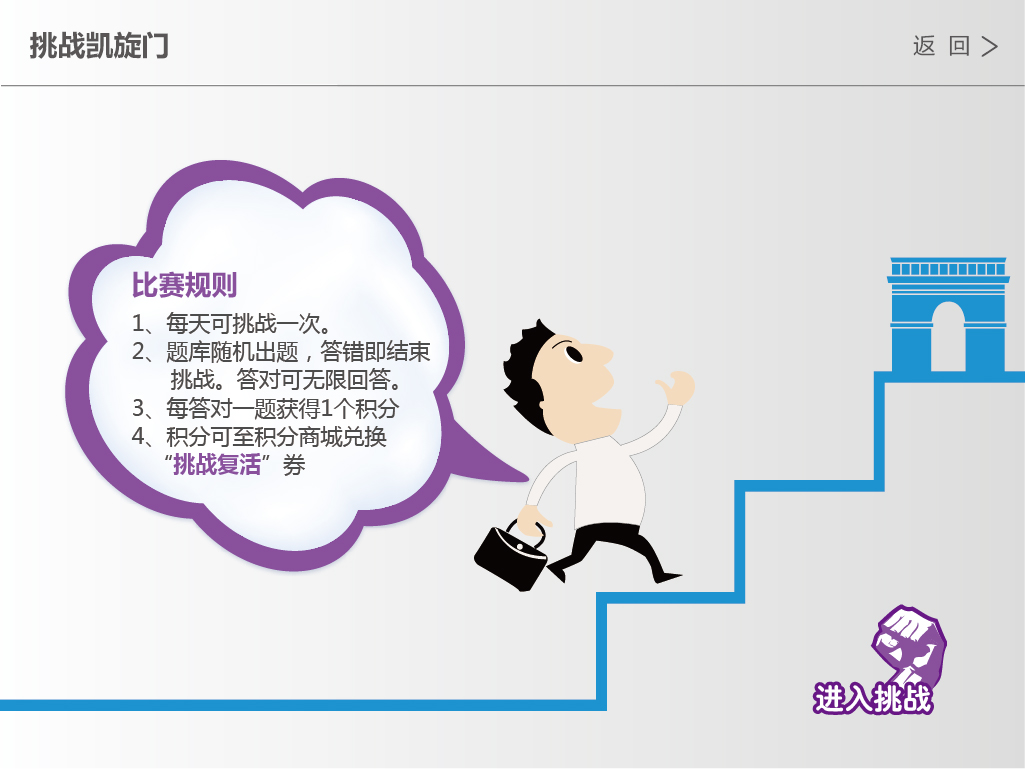 挑战凯旋门
返 回
比赛规则
1、每天可挑战一次。
2、题库随机出题，答错即结束
挑战。答对可无限回答。
3、每答对一题获得1个积分
4、积分可至积分商城兑换
“挑战复活”券
进入挑战